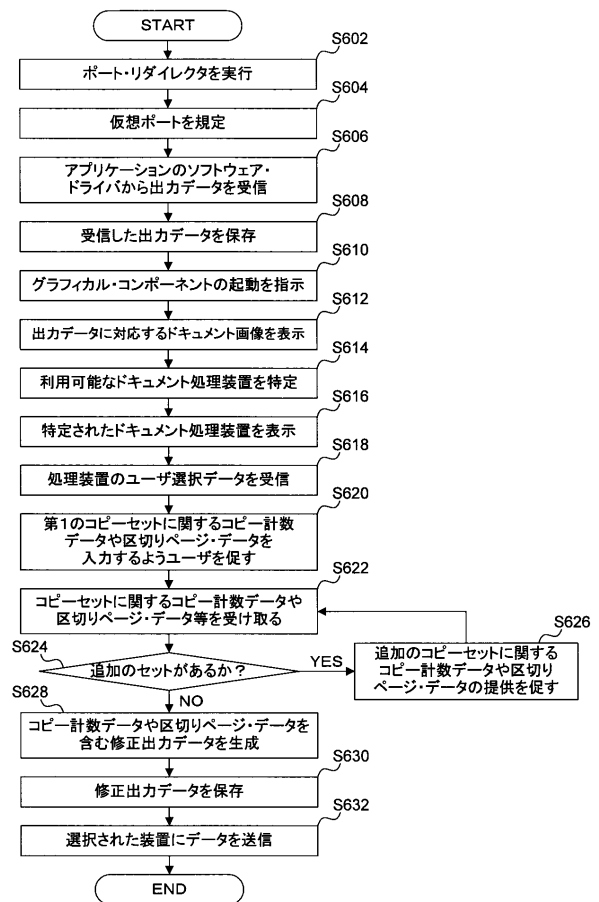 START
S602
ポート・リダイレクタを実行
S604
仮想ポートを規定
S606
アプリケーションのソフトウェア・
ドライバから出力データを受信
S608
受信した出力データを保存
S610
グラフィカル・コンポーネントの起動を指示
S612
出力データに対応するドキュメント画像を表示
S614
利用可能なドキュメント処理装置を特定
S616
特定されたドキュメント処理装置を表示
S618
処理装置のユーザ選択データを受信
S620
第1のコピーセットに関するコピー計数
データや区切りページ・データを
入力するようユーザを促す
S622
コピーセットに関するコピー計数データや
区切りページ・データ等を受け取る
S624
追加のセットがあるか？
YES
S626
追加のコピーセットに関する
コピー計数データや区切り
ページ・データの提供を促す
NO
S628
コピー計数データや区切りページ・データを
含む修正出力データを生成
S630
修正出力データを保存
S632
選択された装置にデータを送信
END